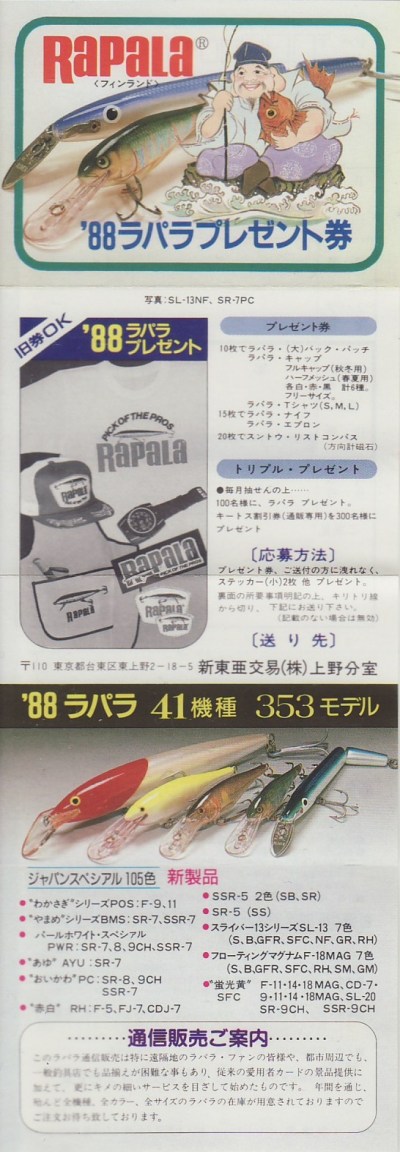 RAPALA®
〈フィンランド〉
'88ラパラプレゼント券
写真:SL-13NF、SR-7PC
旧券OK
'88 ラパラ
プレゼント
PICK OF THE PROS.
RAPALA
RAPALA
RAPALA
PICK OF THE PROS.
RAPALA
プレゼント券
10枚でラパラ・(大)バック・パッチ
ラパラ・キャップ
フルキャップ(秋冬用)
ハーフメッシュ(春夏用)
各白・赤・黒 計6種。
フリーサイズ。
ラパラ・Tシャツ(S,M,L)
15枚でラパラ・ナイフ
ラパラ・エプロン
20枚でスントウ・リストコンパス
(方向計磁石)
トリプル・プレゼント
●毎月抽せんの上……
100名様に、ラパラ プレゼント。
キートス割引券(通販専用)を300名様に
プレゼント
〔応募方法〕
プレゼント券、ご送付の方に洩れなく、
ステッカー(小)2枚 他 プレゼント。
裏面の所要事項明記の上、キリトリ線
から切り、下記にお送り下さい。
(記載のない場合は無効)
〔送り先〕
〒110 東京都台東区東上野2-18-5 新東亜交易(株)上野分室
'88 ラパラ 41機種 353モデル
ジャパンスペシャル105色 新製品
●"わかさぎ"シリーズPOS:F-9、11
●"やまめ"シリーズBMS:SR-7、SSR-7
パールホワイト・スペシャル
PWR:SR-7、8、9CH、SSR-7
●"あゆ" AYU:SR-7
●"おいかわ"PC:SR-8、9CH
SSR-7
●"赤白" RH:F-5、FJ-7、CDJ-7
●SSR-5 2色(SB、SR)
●SR-5 (SS)
●スライバー13シリーズSL-13 7色
(S、B、GFR、SFC、NF、GR、RH)
●フローティングマグナムF-18MAG 7色
(S、B、GFR、SFC、RH、SM、GM)
●"蛍光黄" F-11・14・18MAG、CD-7・
SFC 9・11・14・18MAG、SL-20
SR-9CH、SSR-9CH
………通信販売ご案内………
このラパラ通信販売は特に遠隔地のラパラ・ファンの皆様や、都市周辺でも、
一般釣具店でも品揃えが困難な事もあり、従来の愛用者カードの景品提供に
加えて、更にキメの細いサービスを目ざして始めたものです。 年間を通じ、
殆んど全機種、全カラー、全サイズのラパラの在庫が用意されておりますので
ご注文お待ち致しております。